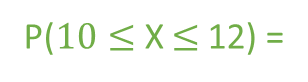 P(10 ≤ X ≤ 12) =